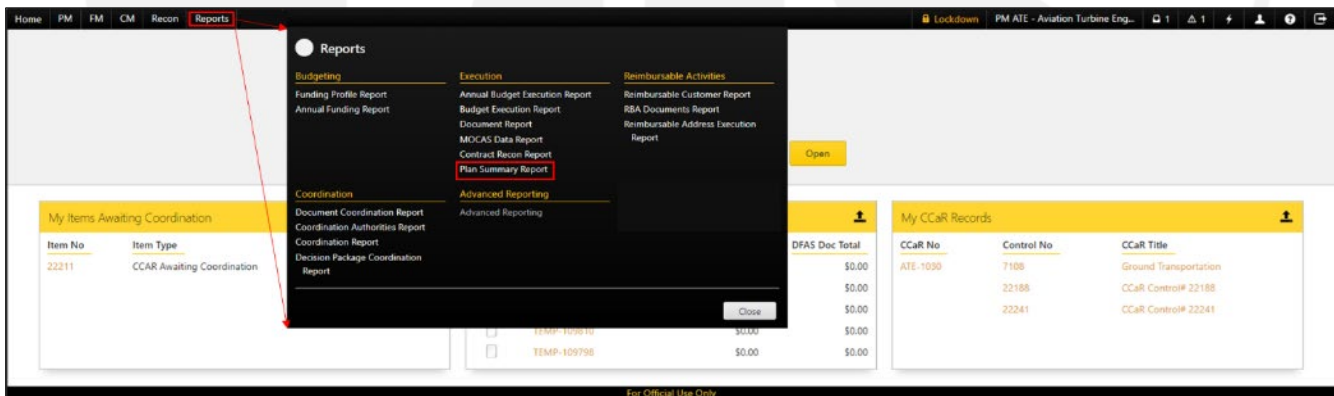 Home PM FM CM Recon Reports Lockdown PM ATE - Aviation Turbine Eng... 1 1
Reports
Budgeting
Funding Profile Report
Annual Funding Report
Execution
Annual Budget Execution Report
Budget Execution Report
Document Report
MOCAS Data Report
Contract Recon Report
Plan Summary Report
Reimbursable Activities
Reimbursable Customer Report
RBA Documents Report
Reimbursable Address Execution
Report
Coordination
Document Coordination Report
Coordination Authorities Report
Coordination Report
Decision Package Coordination
Report
Advanced Reporting
Advanced Reporting
Close
Open
My Items Awaiting Coordination
Item No Item Type
22211 CCAR Awaiting Coordination
DFAS Doc Total
$0.00
$0.00
$0.00
TEMP-109810 $0.00 $0.00
TEMP-109798 $0.00 $0.00
My CCaR Records
CCaR No Control No CCaR Title
ATE-1030 7108 Ground Transportation
22188 CCaR Control# 22188
22241 CCaR Control# 22241
For Official Use Only